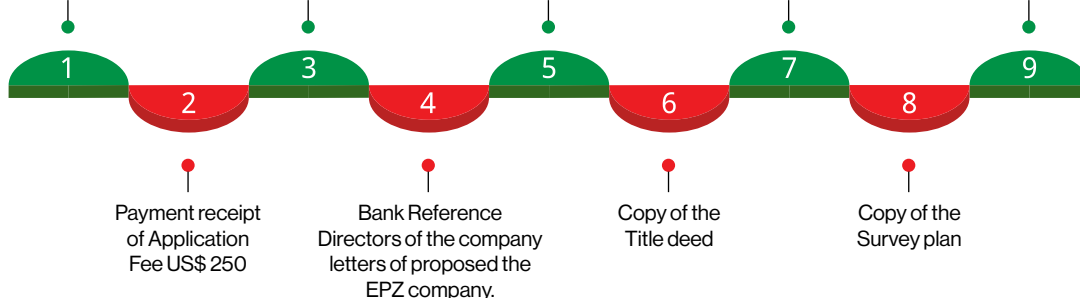 1
3
5
7
9
2
4
6
8
Payment receipt
of Application
Fee US$ 250
Bank Reference
Directors of the company
letters of proposed the
EPZ company.
Copy of the
Title deed
Copy of the
Survey plan